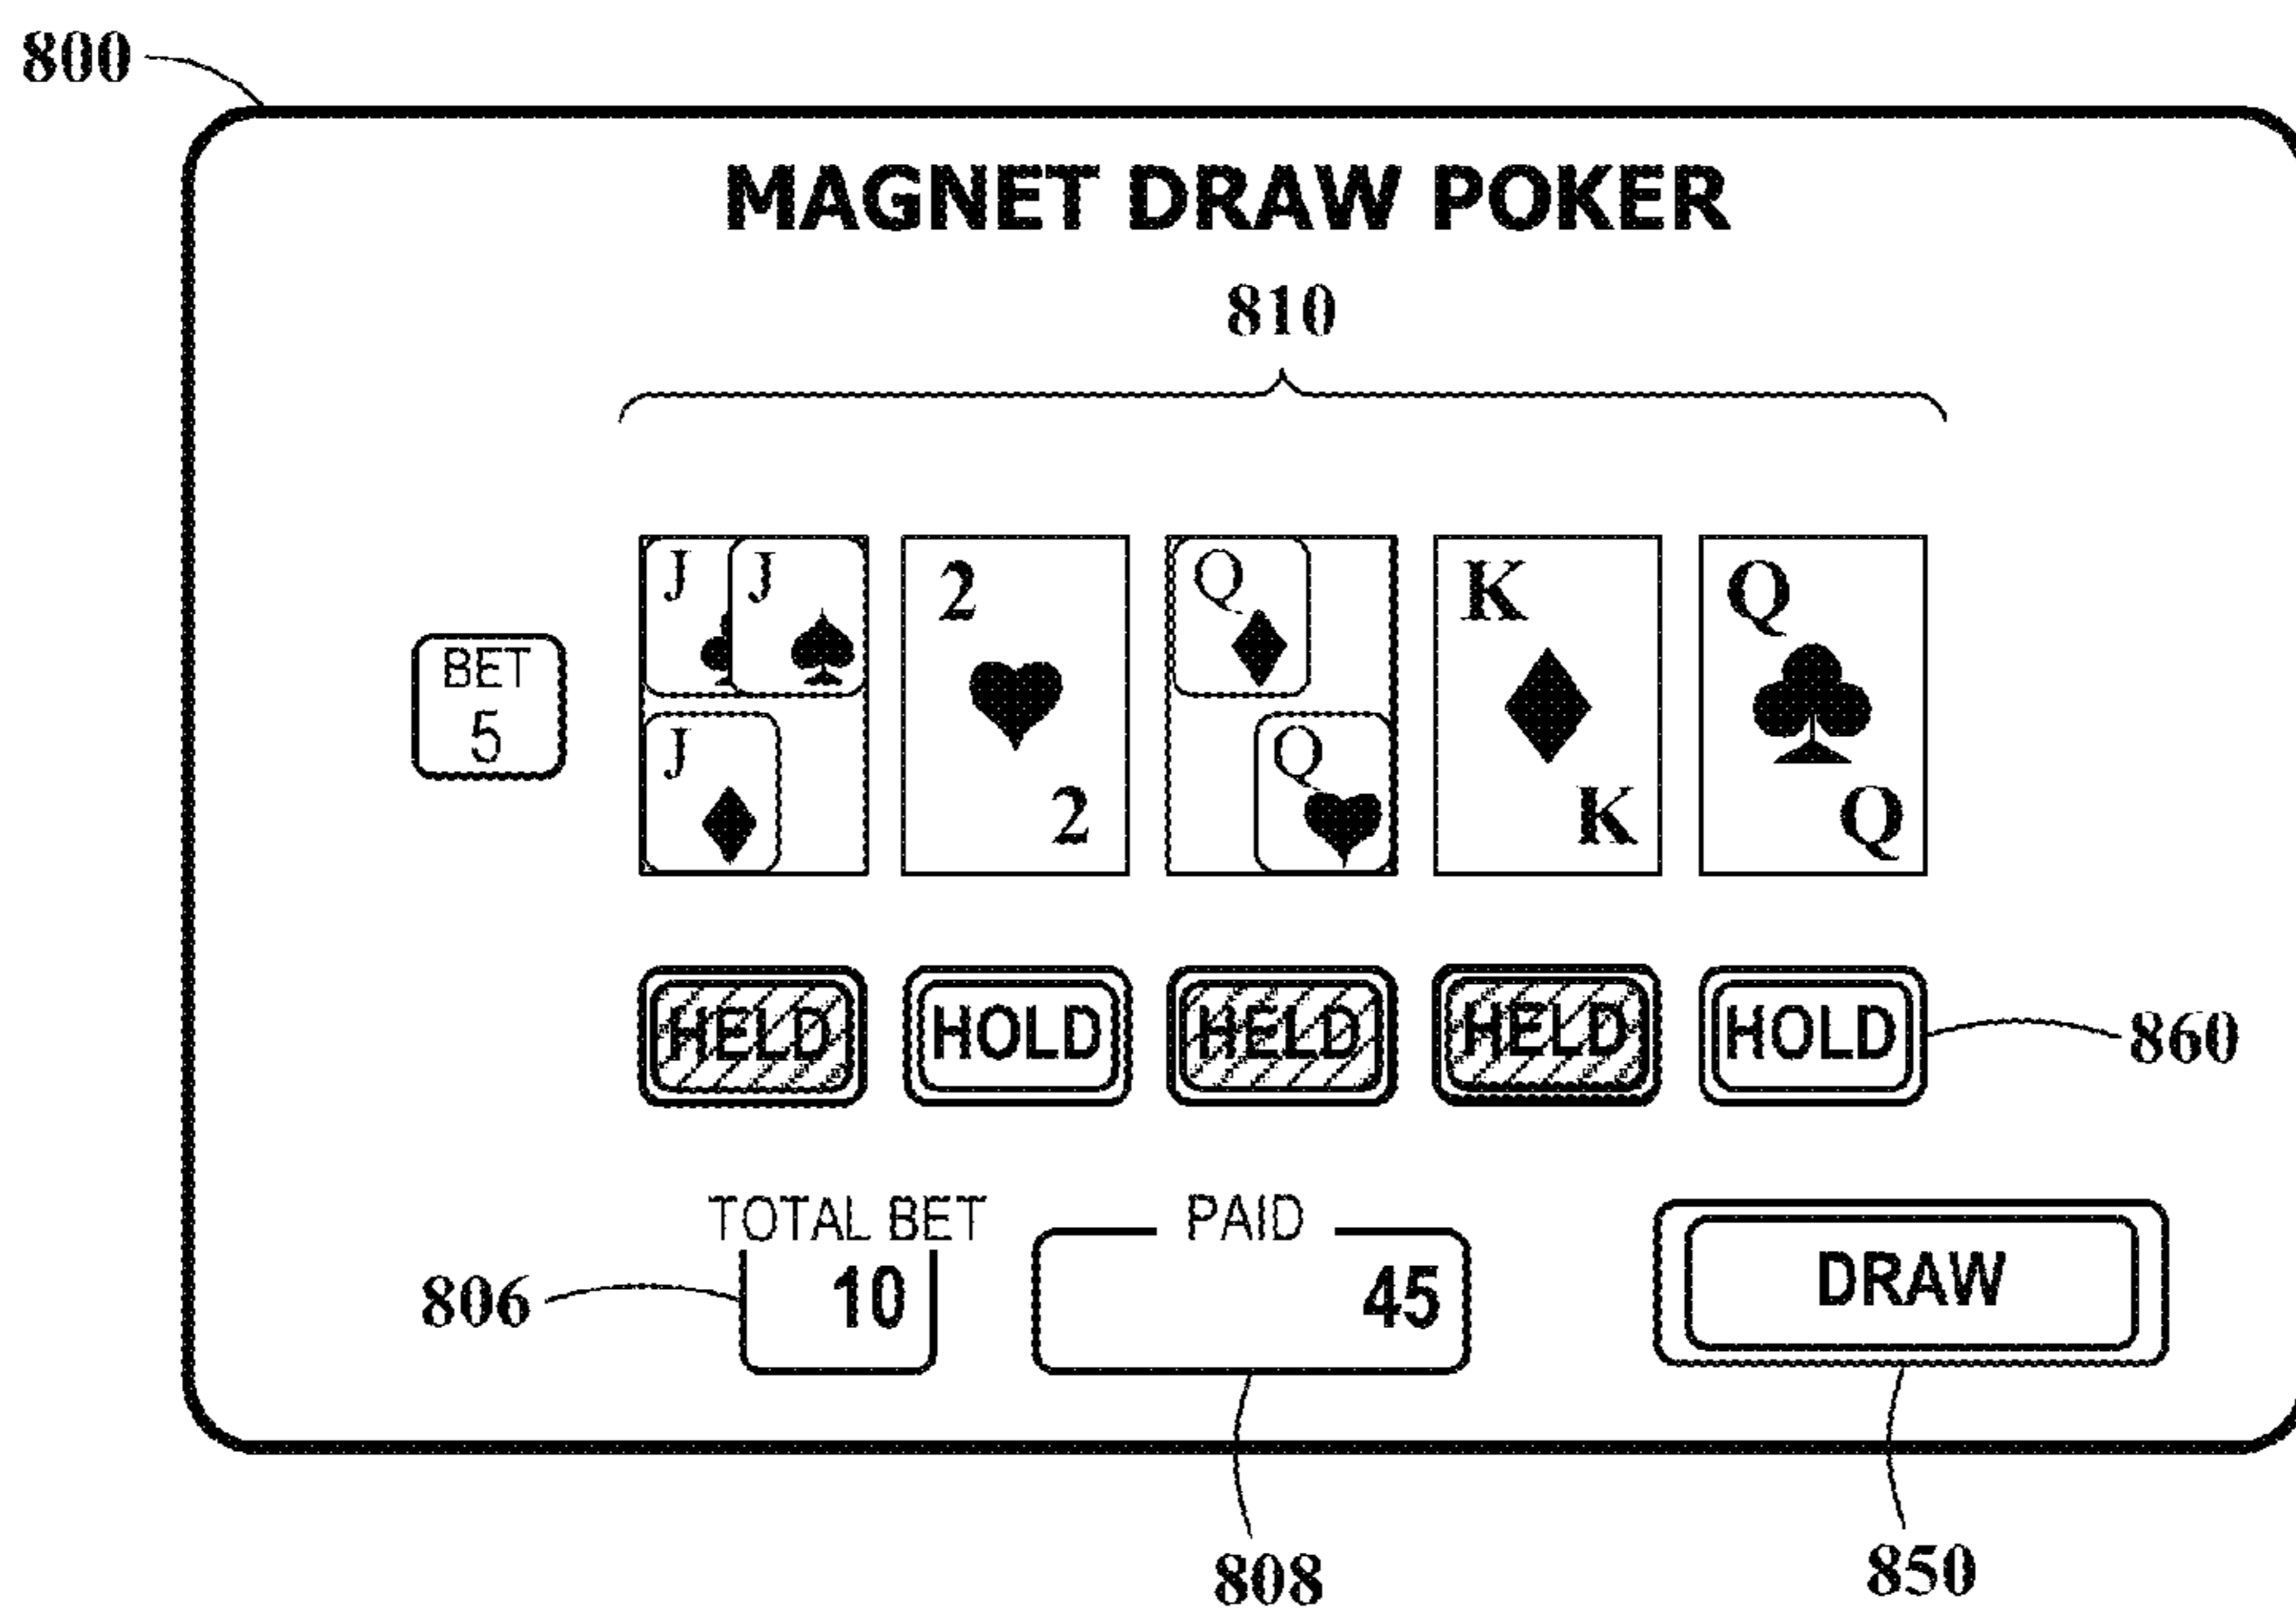 800
MAGNET DRAW POKER
810
J J 2 Q K Q
BET
5
J Q
2 K Q
HELD HOLD HELD HELD HOLD
860
TOTAL BET PAID
806 10 45 DRAW
808 850